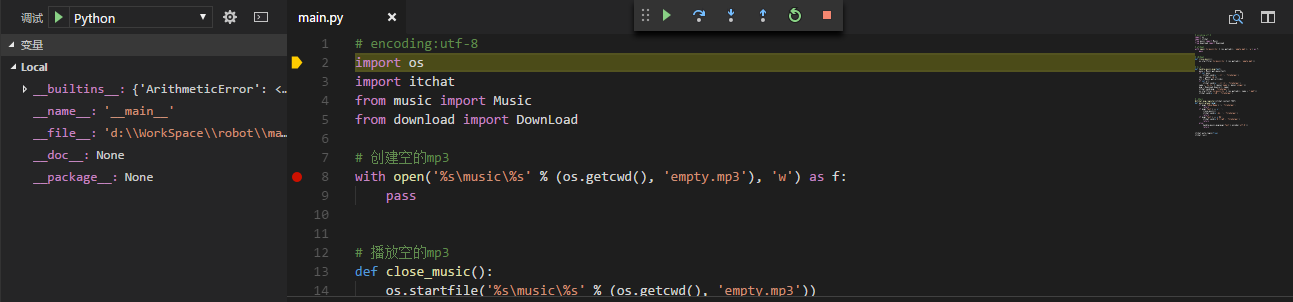 调试 Python
变量
Local
__builtins__: {'ArithmeticError': <…
__name__: '__main__'
__file__: 'd:\\WorkSpace\\robot\\ma…
__doc__: None
__package__: None
main.py
1 # encoding:utf-8
2 import os
3 import itchat
4 from music import Music
5 from download import DownLoad
6
7 # 创建空的mp3
8 with open('%s\music\%s' % (os.getcwd(), 'empty.mp3'), 'w') as f:
9 pass
10
11
12 # 播放空的mp3
13 def close_music():
14 os.startfile('%s\music\%s' % (os.getcwd(), 'empty.mp3'))